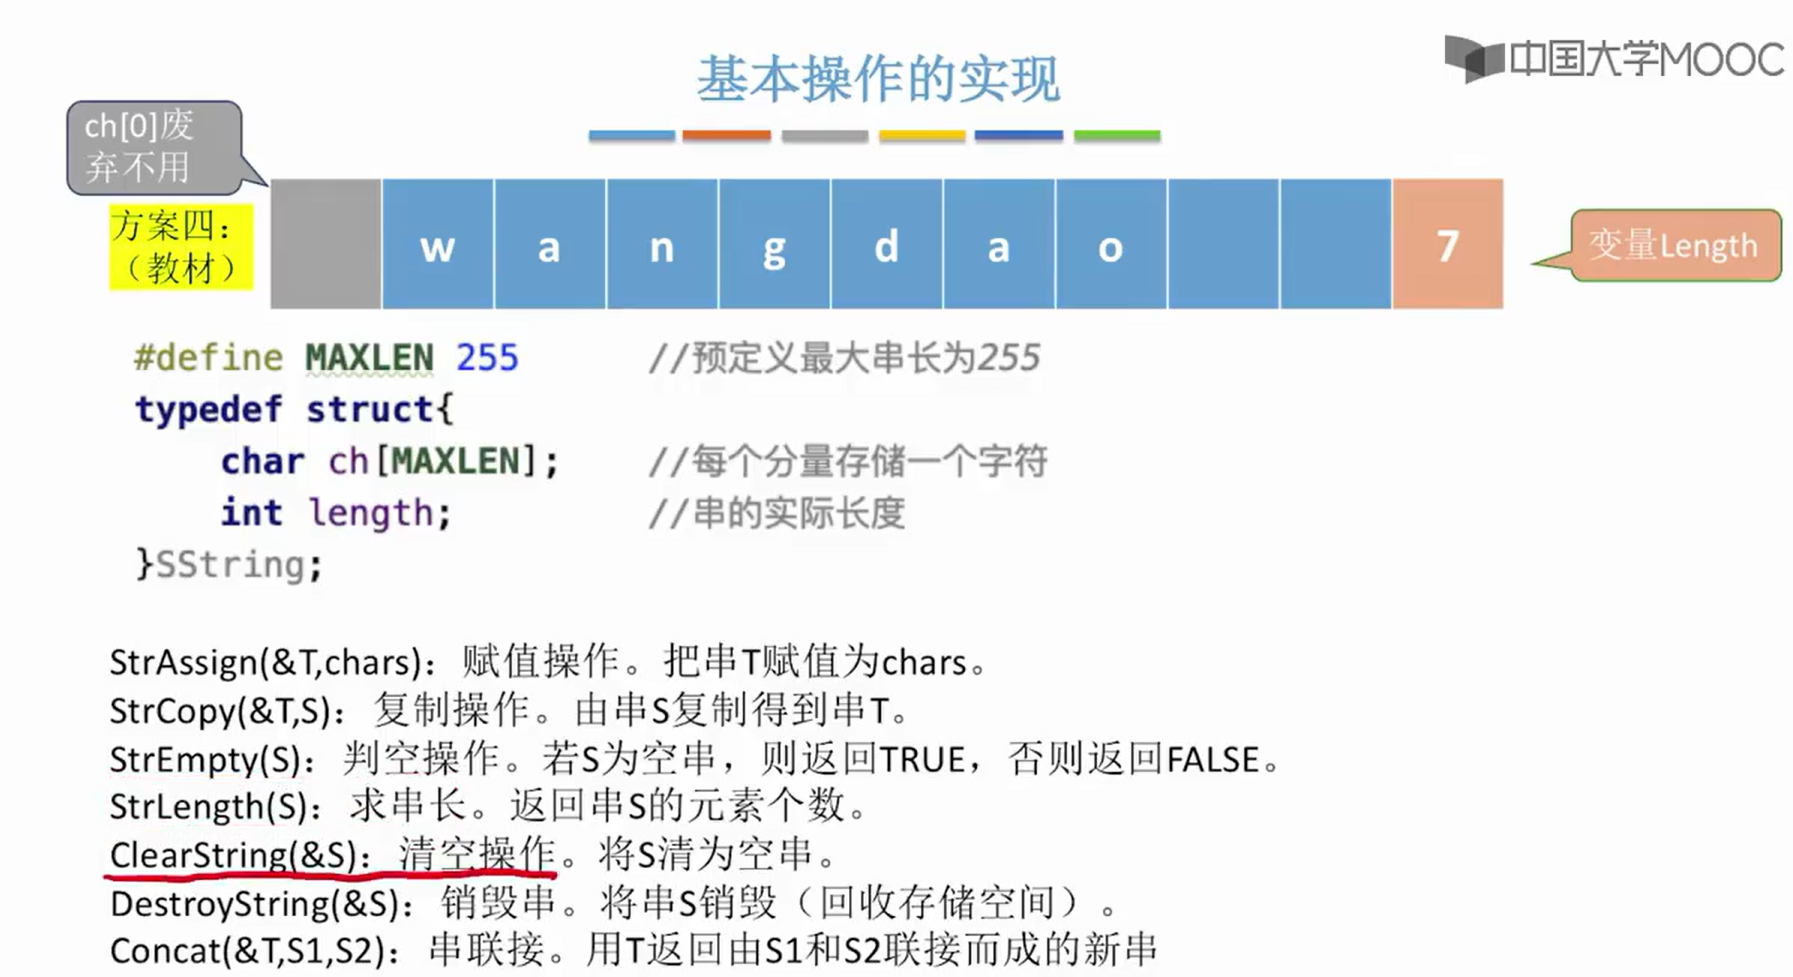 中国大学MOOC
基本操作的实现
ch[0]废
弃不用
方案四：
（教材）
w a n g d a o 7
变量Length
#define MAXLEN 255 //预定义最大串长为255
typedef struct{
char ch[MAXLEN]; //每个分量存储一个字符
int length; //串的实际长度
}SString;
StrAssign(&T,chars)：赋值操作。把串T赋值为chars。
StrCopy(&T,S)：复制操作。由串S复制得到串T。
StrEmpty(S)：判空操作。若S为空串，则返回TRUE，否则返回FALSE。
StrLength(S)：求串长。返回串S的元素个数。
ClearString(&S)：清空操作。将S清为空串。
DestroyString(&S)：销毁串。将串S销毁（回收存储空间）。
Concat(&T,S1,S2)：串联接。用T返回由S1和S2联接而成的新串